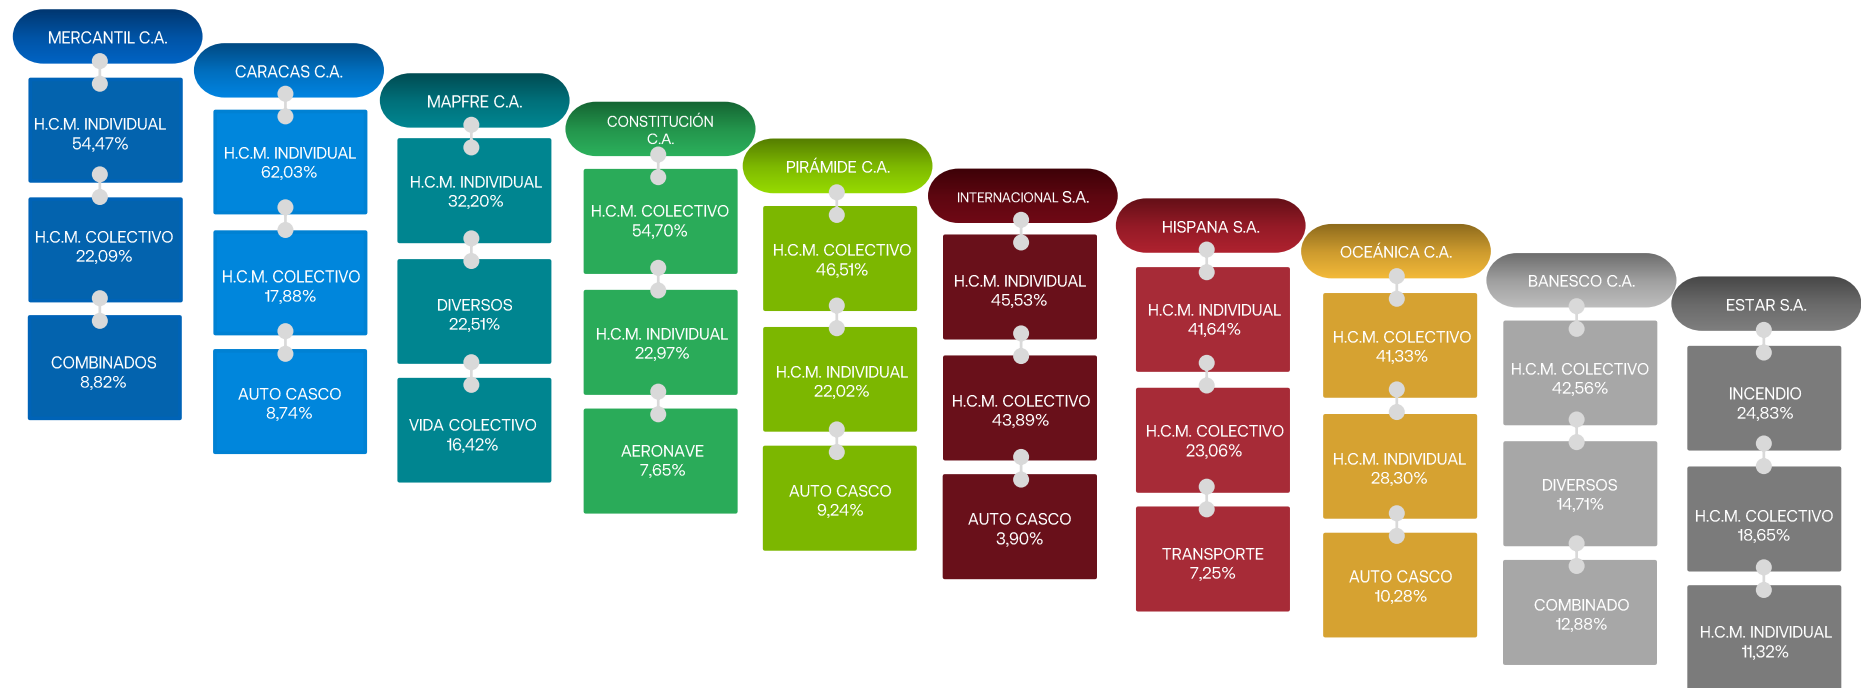 MERCANTIL C.A.
H.C.M. INDIVIDUAL
54,47%
H.C.M. COLECTIVO
22,09%
COMBINADOS
8,82%
CARACAS C.A.
H.C.M. INDIVIDUAL
62,03%
H.C.M. COLECTIVO
17,88%
AUTO CASCO
8,74%
MAPFRE C.A.
H.C.M. INDIVIDUAL
32,20%
DIVERSOS
22,51%
VIDA COLECTIVO
16,42%
CONSTITUCIÓN
C.A.
H.C.M. COLECTIVO
54,70%
H.C.M. INDIVIDUAL
22,97%
AERONAVE
7,65%
PIRÁMIDE C.A.
H.C.M. COLECTIVO
46,51%
H.C.M. INDIVIDUAL
22,02%
AUTO CASCO
9,24%
INTERNACIONAL S.A.
H.C.M. INDIVIDUAL
45,53%
H.C.M. COLECTIVO
43,89%
AUTO CASCO
3,90%
HISPANA S.A.
H.C.M. INDIVIDUAL
41,64%
H.C.M. COLECTIVO
23,06%
TRANSPORTE
7,25%
OCEÁNICA C.A.
H.C.M. COLECTIVO
41,33%
H.C.M. INDIVIDUAL
28,30%
AUTO CASCO
10,28%
BANESCO C.A.
H.C.M. COLECTIVO
42,56%
DIVERSOS
14,71%
COMBINADO
12,88%
ESTAR S.A.
INCENDIO
24,83%
H.C.M. COLECTIVO
18,65%
H.C.M. INDIVIDUAL
11,32%